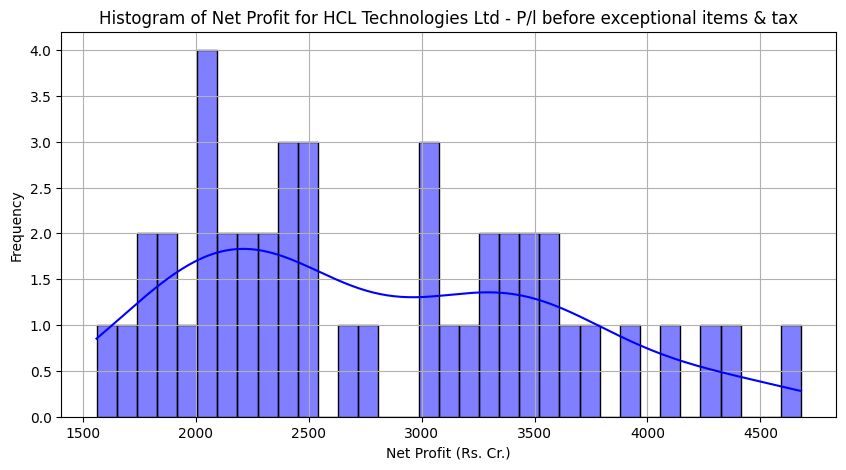 Histogram of Net Profit for HCL Technologies Ltd - P/l before exceptional items & tax
4.0
3.5
3.0
2.5
2.0
1.5
1.0
0.5
0.0
Frequency
1500 2000 2500 3000 3500 4000 4500
Net Profit (Rs. Cr.)